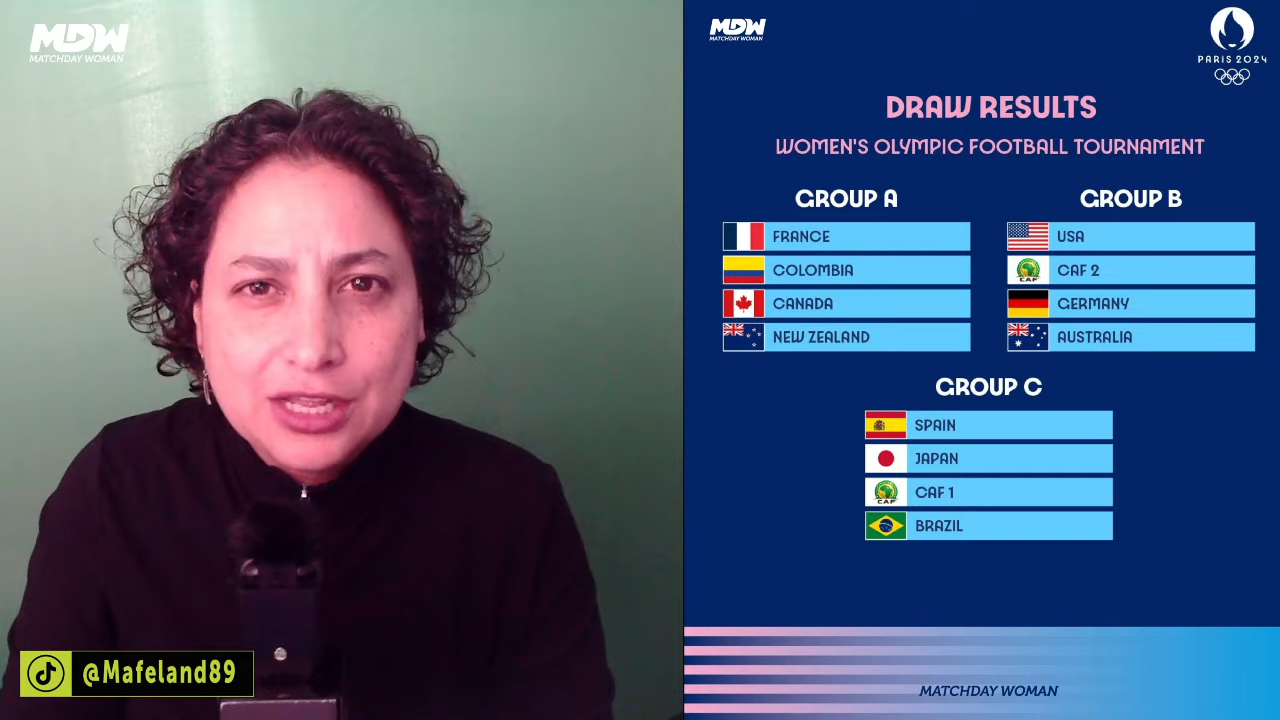 MDW
MATCHDAY WOMAN
@Mafeland89
MDW
MATCHDAY WOMAN
PARIS 2024
DRAW RESULTS
WOMEN'S OLYMPIC FOOTBALL TOURNAMENT
GROUP A
FRANCE
COLOMBIA
CANADA
NEW ZEALAND
GROUP B
USA
CAF 2
GERMANY
AUSTRALIA
GROUP C
SPAIN
JAPAN
CAF 1
BRAZIL
MATCHDAY WOMAN